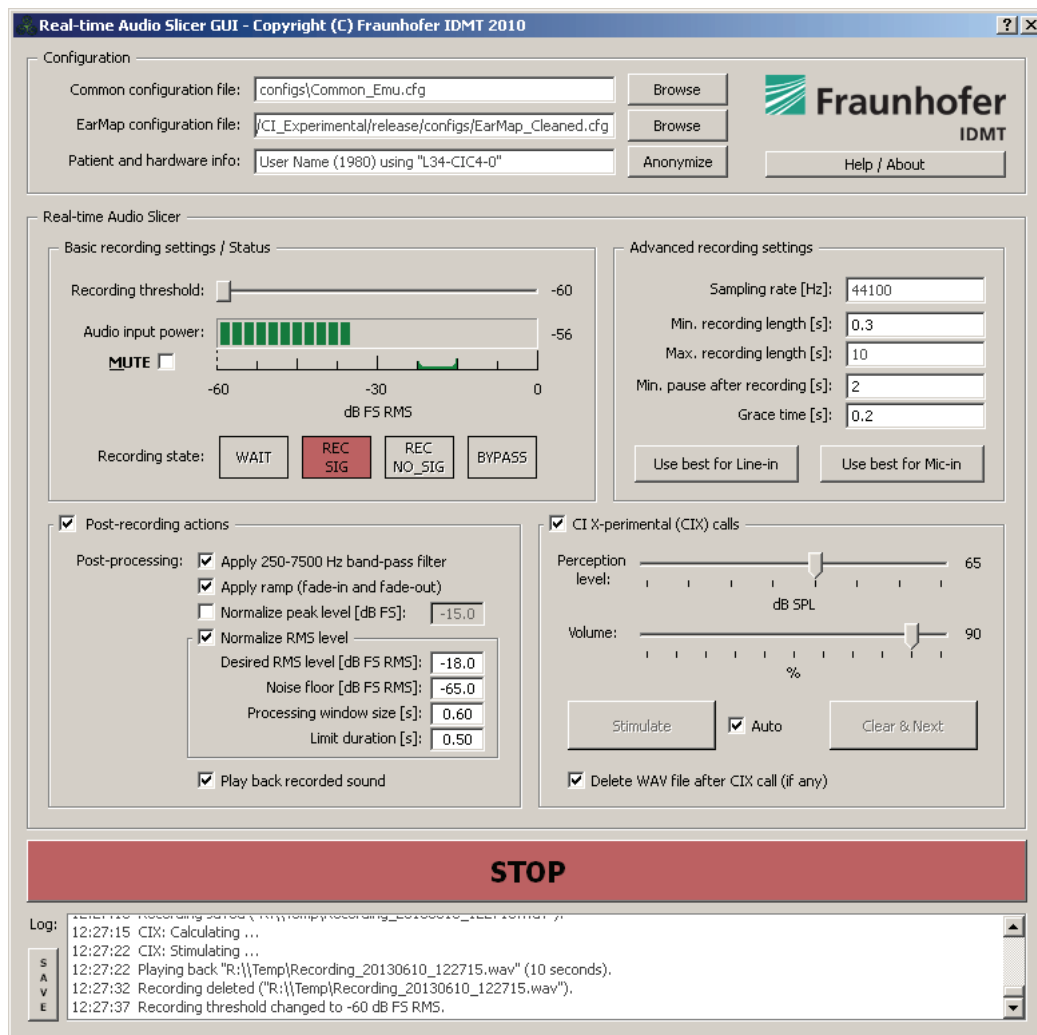 Real-time Audio Slicer GUI - Copyright (C) Fraunhofer IDMT 2010
Configuration
Common configuration file: configs\Common_Emu.cfg Browse
EarMap configuration file: /CI_Experimental/release/configs/EarMap_Cleaned.cfg Browse
Patient and hardware info: User Name (1980) using "L34-CIC4-0" Anonymize
Fraunhofer
IDMT
Help / About
Real-time Audio Slicer
Basic recording settings / Status
Recording threshold: -60
Audio input power: -56
MUTE
-60 -30 0
dB FS RMS
Recording state: WAIT REC SIG REC NO_SIG BYPASS
Advanced recording settings
Sampling rate [Hz]: 44100
Min. recording length [s]: 0.3
Max. recording length [s]: 10
Min. pause after recording [s]: 2
Grace time [s]: 0.2
Use best for Line-in Use best for Mic-in
Post-recording actions
Post-processing: Apply 250-7500 Hz band-pass filter
Apply ramp (fade-in and fade-out)
Normalize peak level [dB FS]: -15.0
Normalize RMS level
Desired RMS level [dB FS RMS]: -18.0
Noise floor [dB FS RMS]: -65.0
Processing window size [s]: 0.60
Limit duration [s]: 0.50
Play back recorded sound
CI X-perimental (CIX) calls
Perception level: 65
dB SPL
Volume: 90
%
Stimulate Auto Clear & Next
Delete WAV file after CIX call (if any)
STOP
Log:
SAVE
12:27:15 CIX: Calculating ...
12:27:22 CIX: Stimulating ...
12:27:22 Playing back "R:\\Temp\Recording_20130610_122715.wav" (10 seconds).
12:27:32 Recording deleted ("R:\\Temp\Recording_20130610_122715.wav").
12:27:37 Recording threshold changed to -60 dB FS RMS.